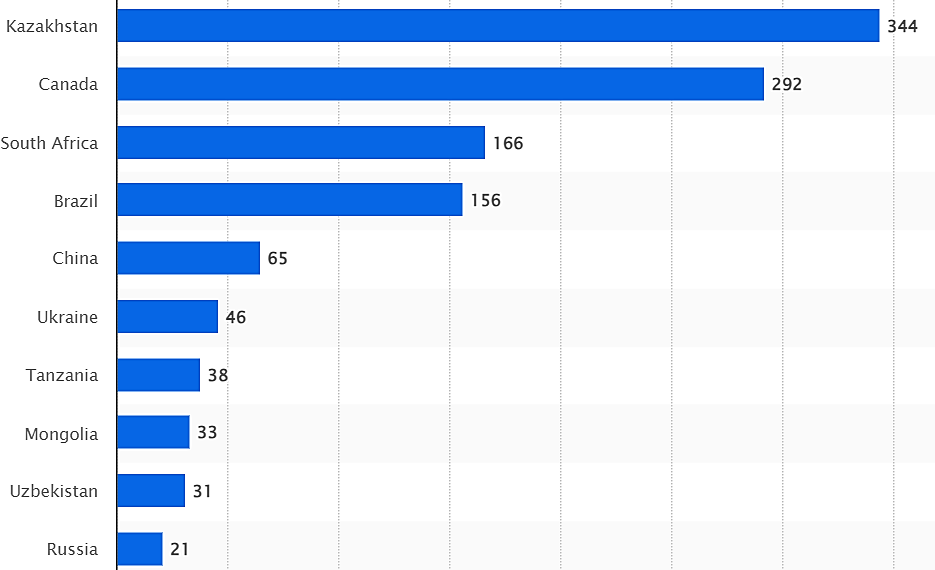 Kazakhstan 344
Canada 292
South Africa 166
Brazil 156
China 65
Ukraine 46
Tanzania 38
Mongolia 33
Uzbekistan 31
Russia 21